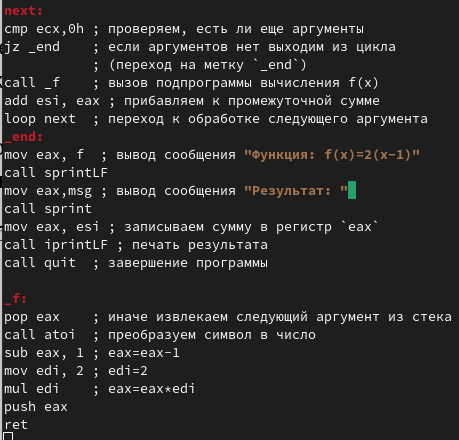 next:
cmp ecx,0h ; проверяем, есть ли еще аргументы
jz _end    ; если аргументов нет выходим из цикла
           ; (переход на метку `_end`)
call _f    ; вызов подпрограммы вычисления f(x)
add esi, eax ; прибавляем к промежуточной сумме
loop next  ; переход к обработке следующего аргумента
_end:
mov eax, f  ; вывод сообщения "Функция: f(x)=2(x-1)"
call sprintLF
mov eax,msg ; вывод сообщения "Результат: "
call sprint
mov eax, esi ; записываем сумму в регистр `eax`
call iprintLF ; печать результата
call quit  ; завершение программы

_f:
pop eax    ; иначе извлекаем следующий аргумент из стека
call atoi  ; преобразуем символ в число
sub eax, 1 ; eax=eax-1
mov edi, 2 ; edi=2
mul edi    ; eax=eax*edi
push eax
ret